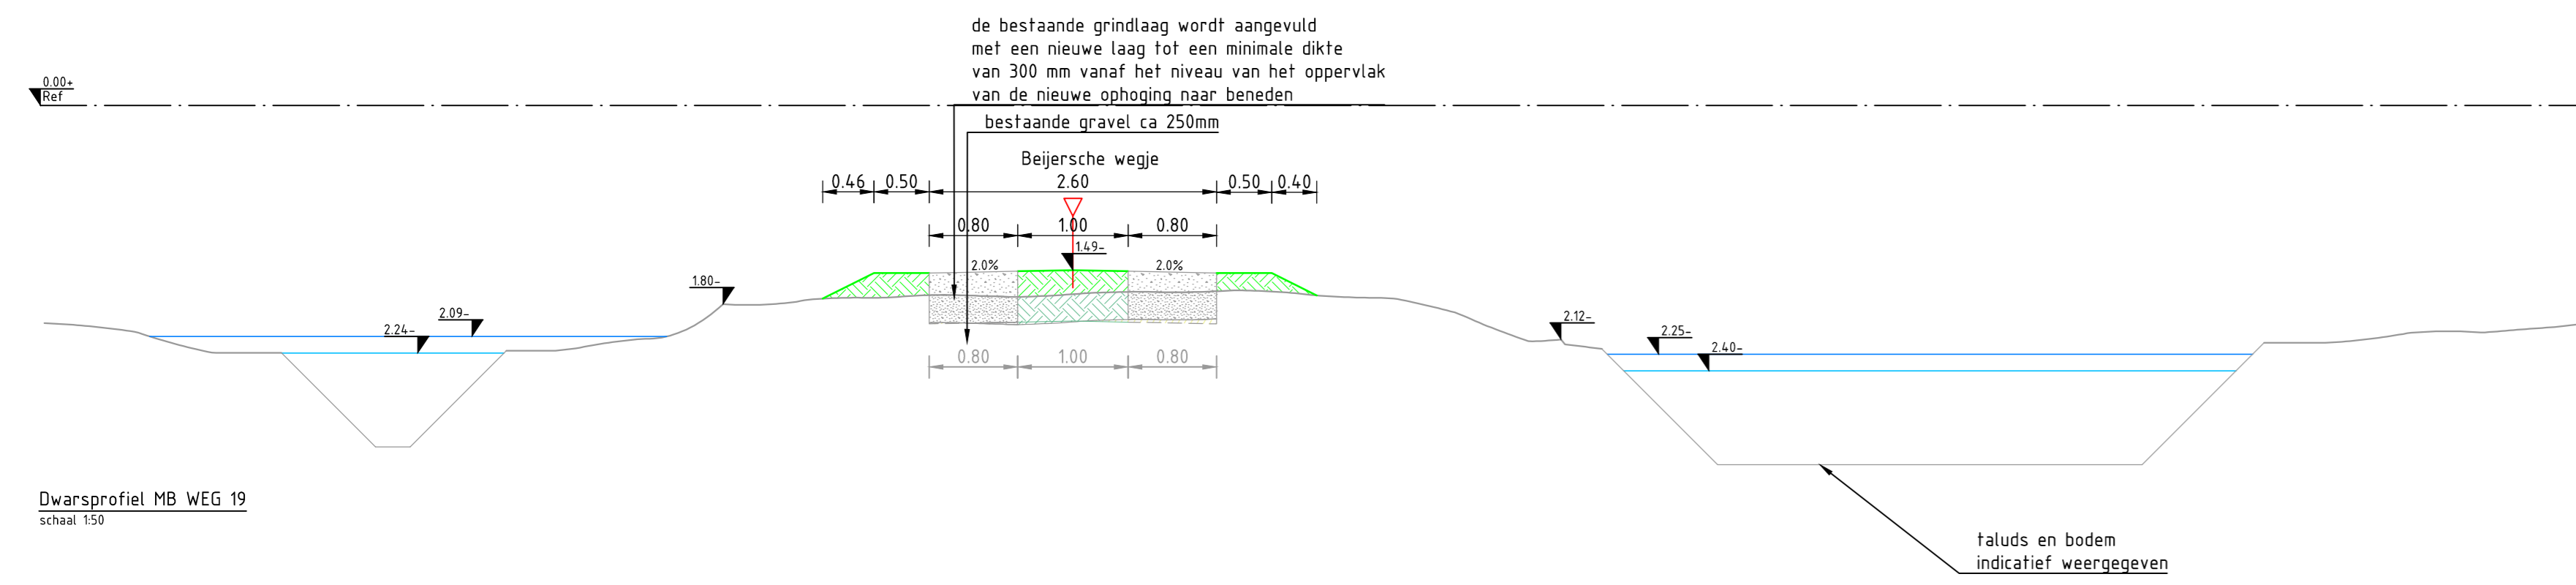 de bestaande grindlaag wordt aangevuld
met een nieuwe laag tot een minimale dikte
van 300 mm vanaf het niveau van het oppervlak
van de nieuwe ophoging naar beneden
0.00+
Ref
bestaande gravel ca 250mm
Beijersche wegje
0.46 0.50 2.60 0.50 0.40
0.80 1.00 0.80
1.49-
2.0% 2.0%
1.80-
2.09-
2.24-
2.12-
2.25-
2.40-
0.80 1.00 0.80
Dwarsprofiel MB WEG 19
schaal 1:50
taluds en bodem
indicatief weergegeven